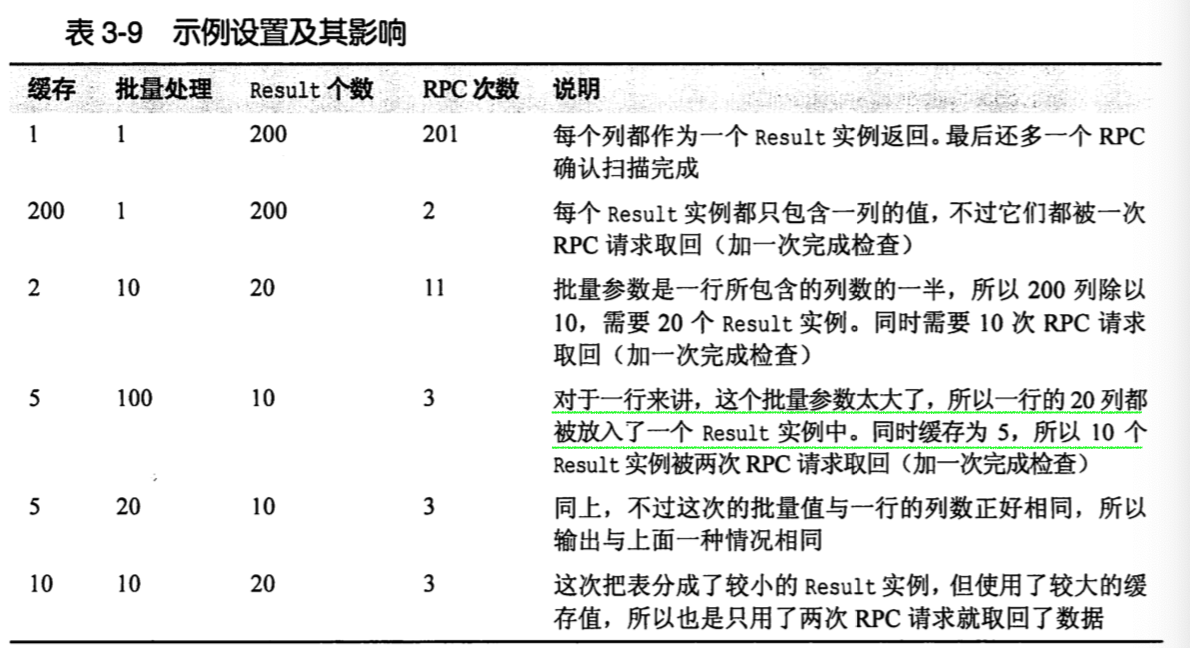 表 3-9 示例设置及其影响
缓存 批量处理 Result 个数 RPC 次数 说明
1 1 200 201 每个列都作为一个 Result 实例返回。最后还多一个 RPC
确认扫描完成
200 1 200 2 每个 Result 实例都只包含一列的值，不过它们都被一次
RPC 请求取回（加一次完成检查）
2 10 20 11 批量参数是一行所包含的列数的一半，所以 200 列除以
10，需要 20 个 Result 实例。同时需要 10 次 RPC 请求
取回（加一次完成检查）
5 100 10 3 对于一行来讲，这个批量参数太大了，所以一行的 20 列都
被放入了一个 Result 实例中。同时缓存为 5，所以 10 个
Result 实例被两次 RPC 请求取回（加一次完成检查）
5 20 10 3 同上，不过这次的批量值与一行的列数正好相同，所以
输出与上面一种情况相同
10 10 20 3 这次把表分成了较小的 Result 实例，但使用了较大的缓
存值，所以也是只用了两次 RPC 请求就取回了数据